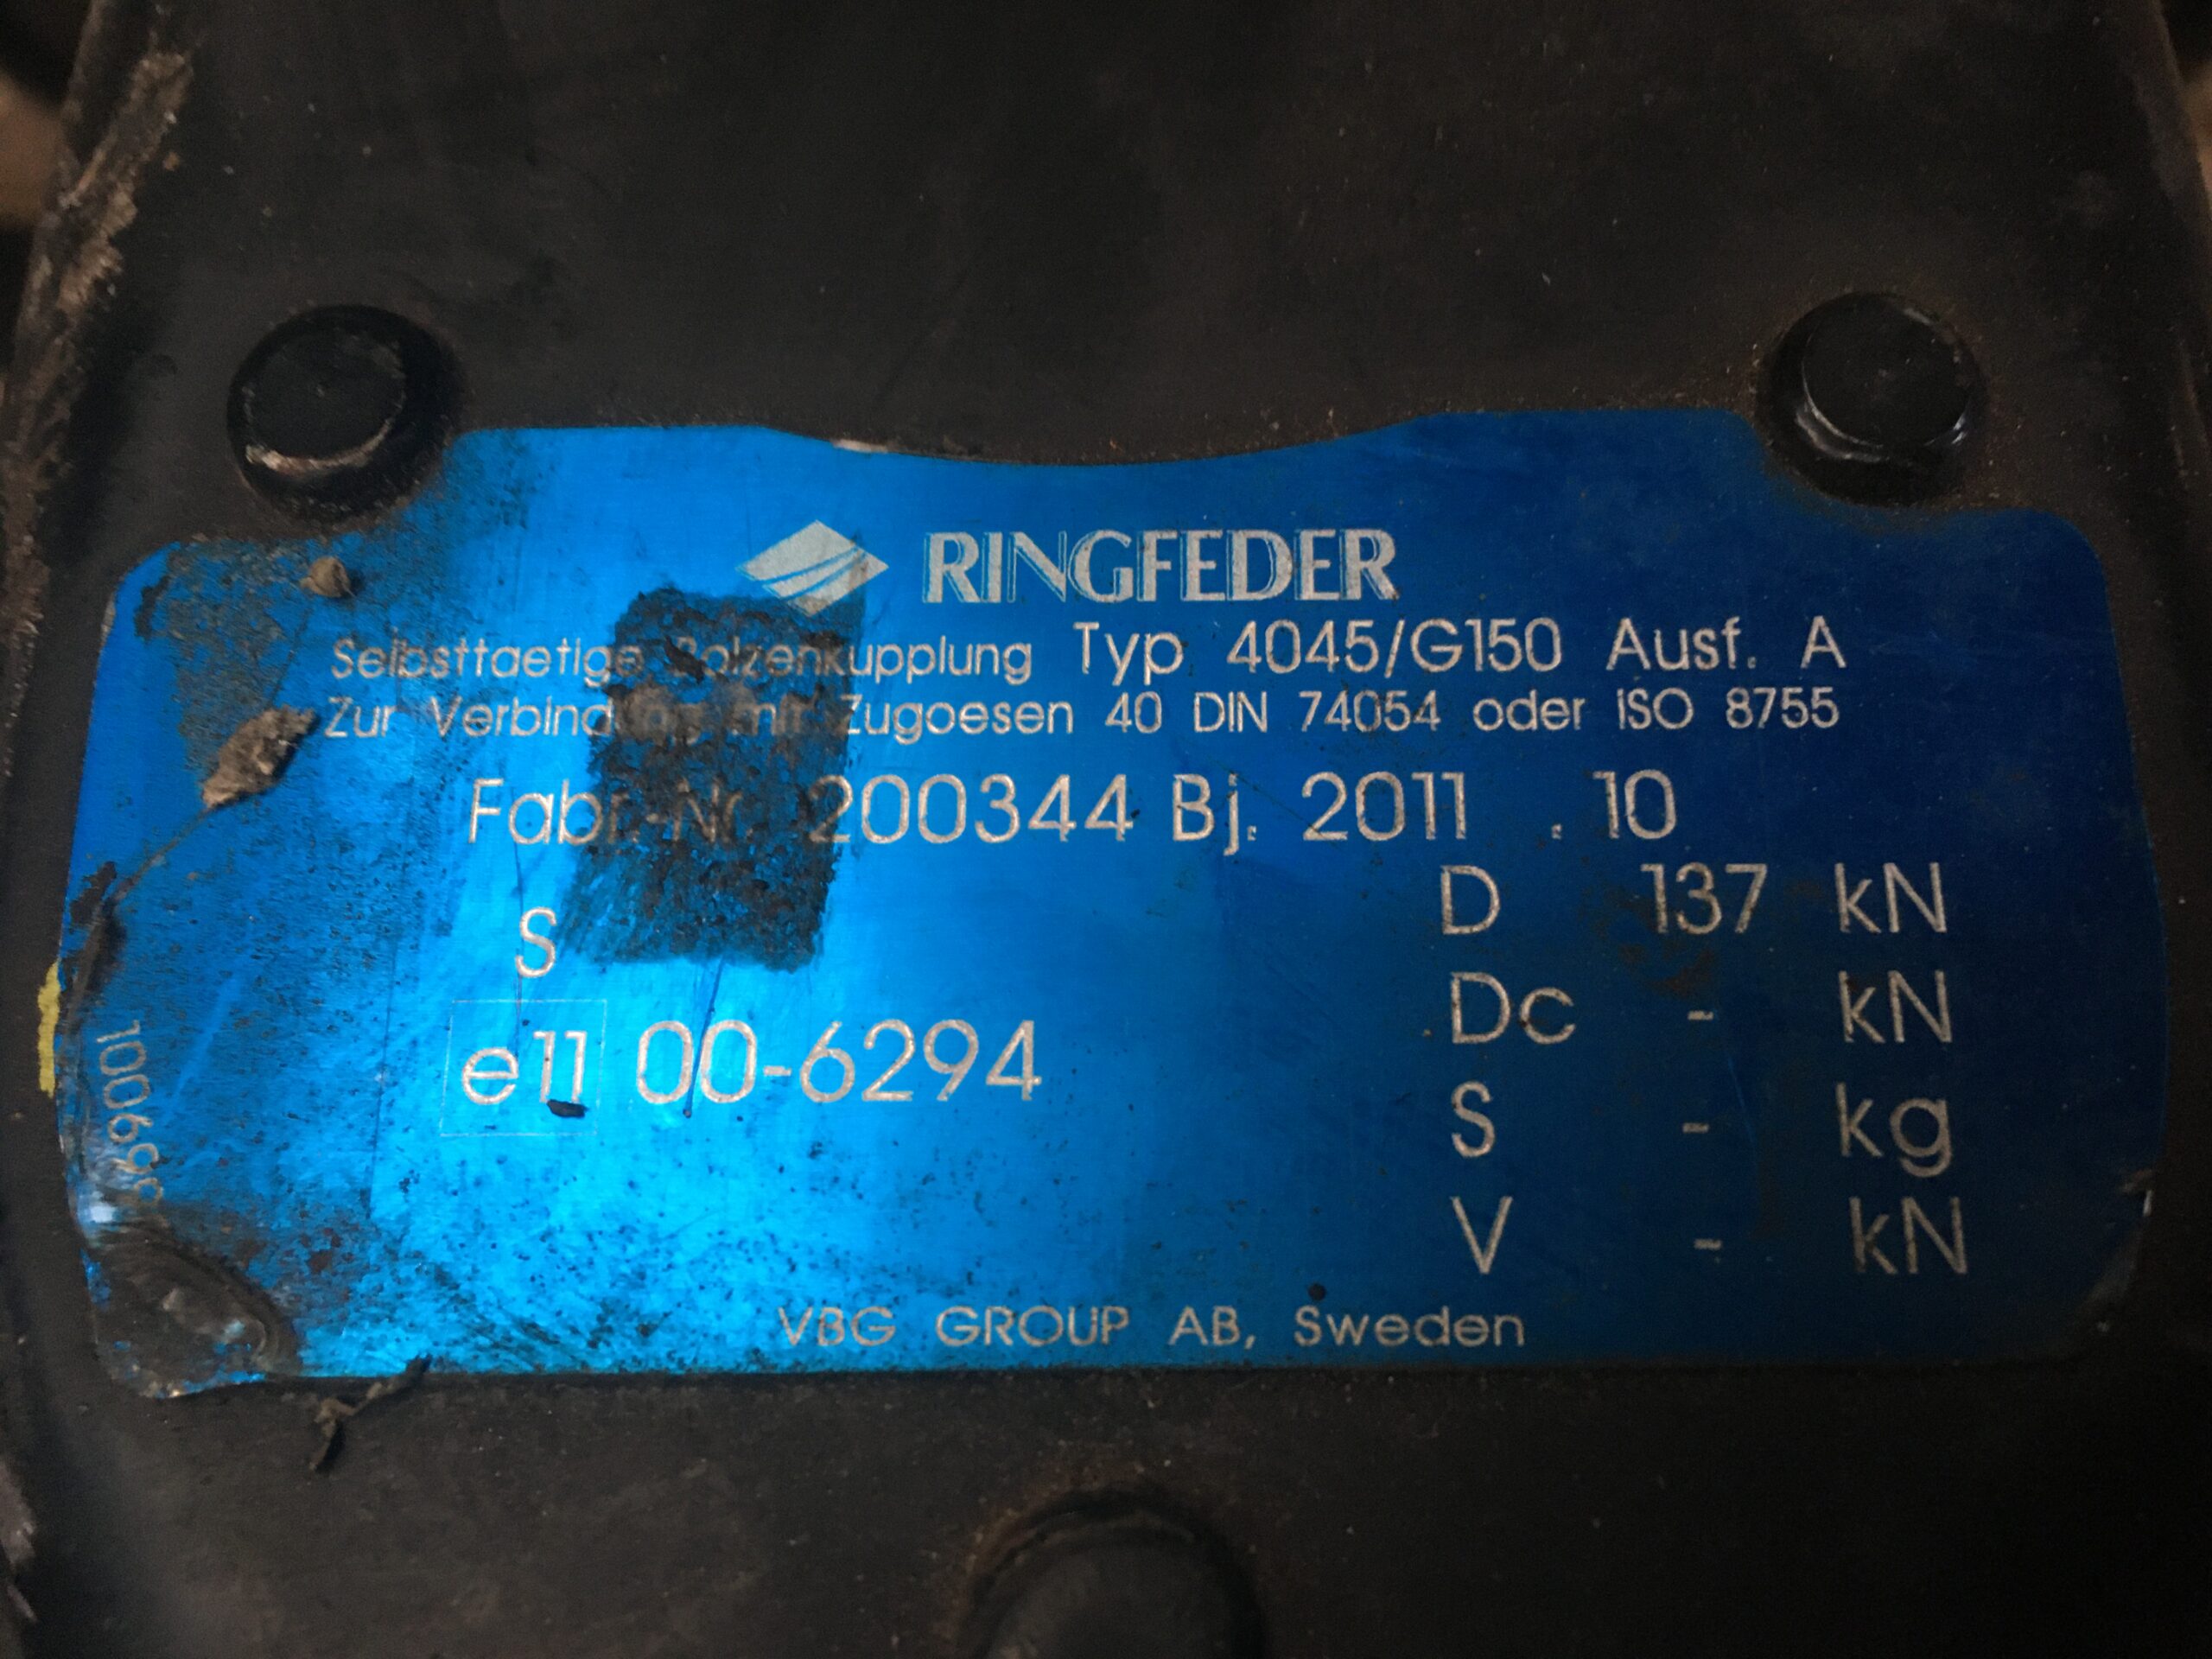 RINGFEDER
Selbsttaetige Bolzenkupplung Typ 4045/G150 Ausf. A
Zur Verbindung mit Zugoesen 40 DIN 74054 oder ISO 8755
Fabr.-Nr. 200344 Bj. 2011 . 10
S
D 137 kN
e11 00-6294
Dc - kN
S - kg
V - kN
VBG GROUP AB, Sweden